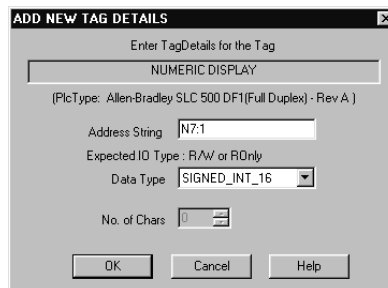 ADD NEW TAG DETAILS
Enter TagDetails for the Tag
NUMERIC DISPLAY
(PlcType: Allen-Bradley SLC 500 DF1(Full Duplex) - Rev A )
Address String N7:1
Expected IO Type : R/W or ROnly
Data Type SIGNED_INT_16
No. of Chars 0
OK Cancel Help